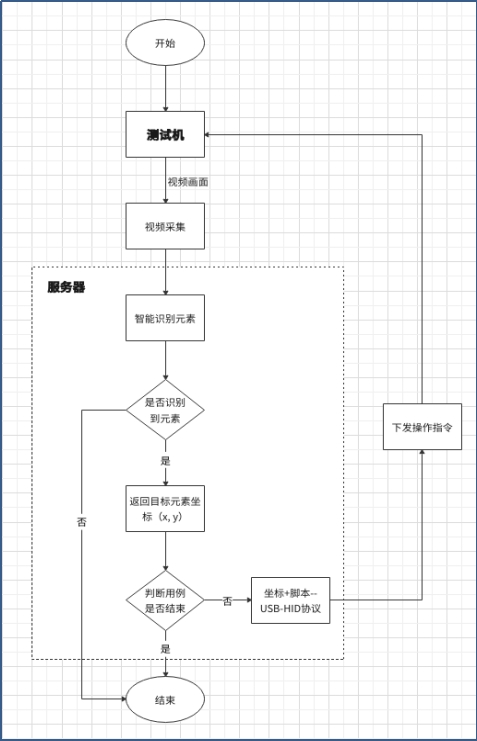 开始
测试机
视频画面
视频采集
服务器
智能识别元素
是否识别
到元素
下发操作指令
是
返回目标元素坐
标（x, y）
否
判断用例
是否结束
否
坐标+脚本--
USB-HID协议
是
结束